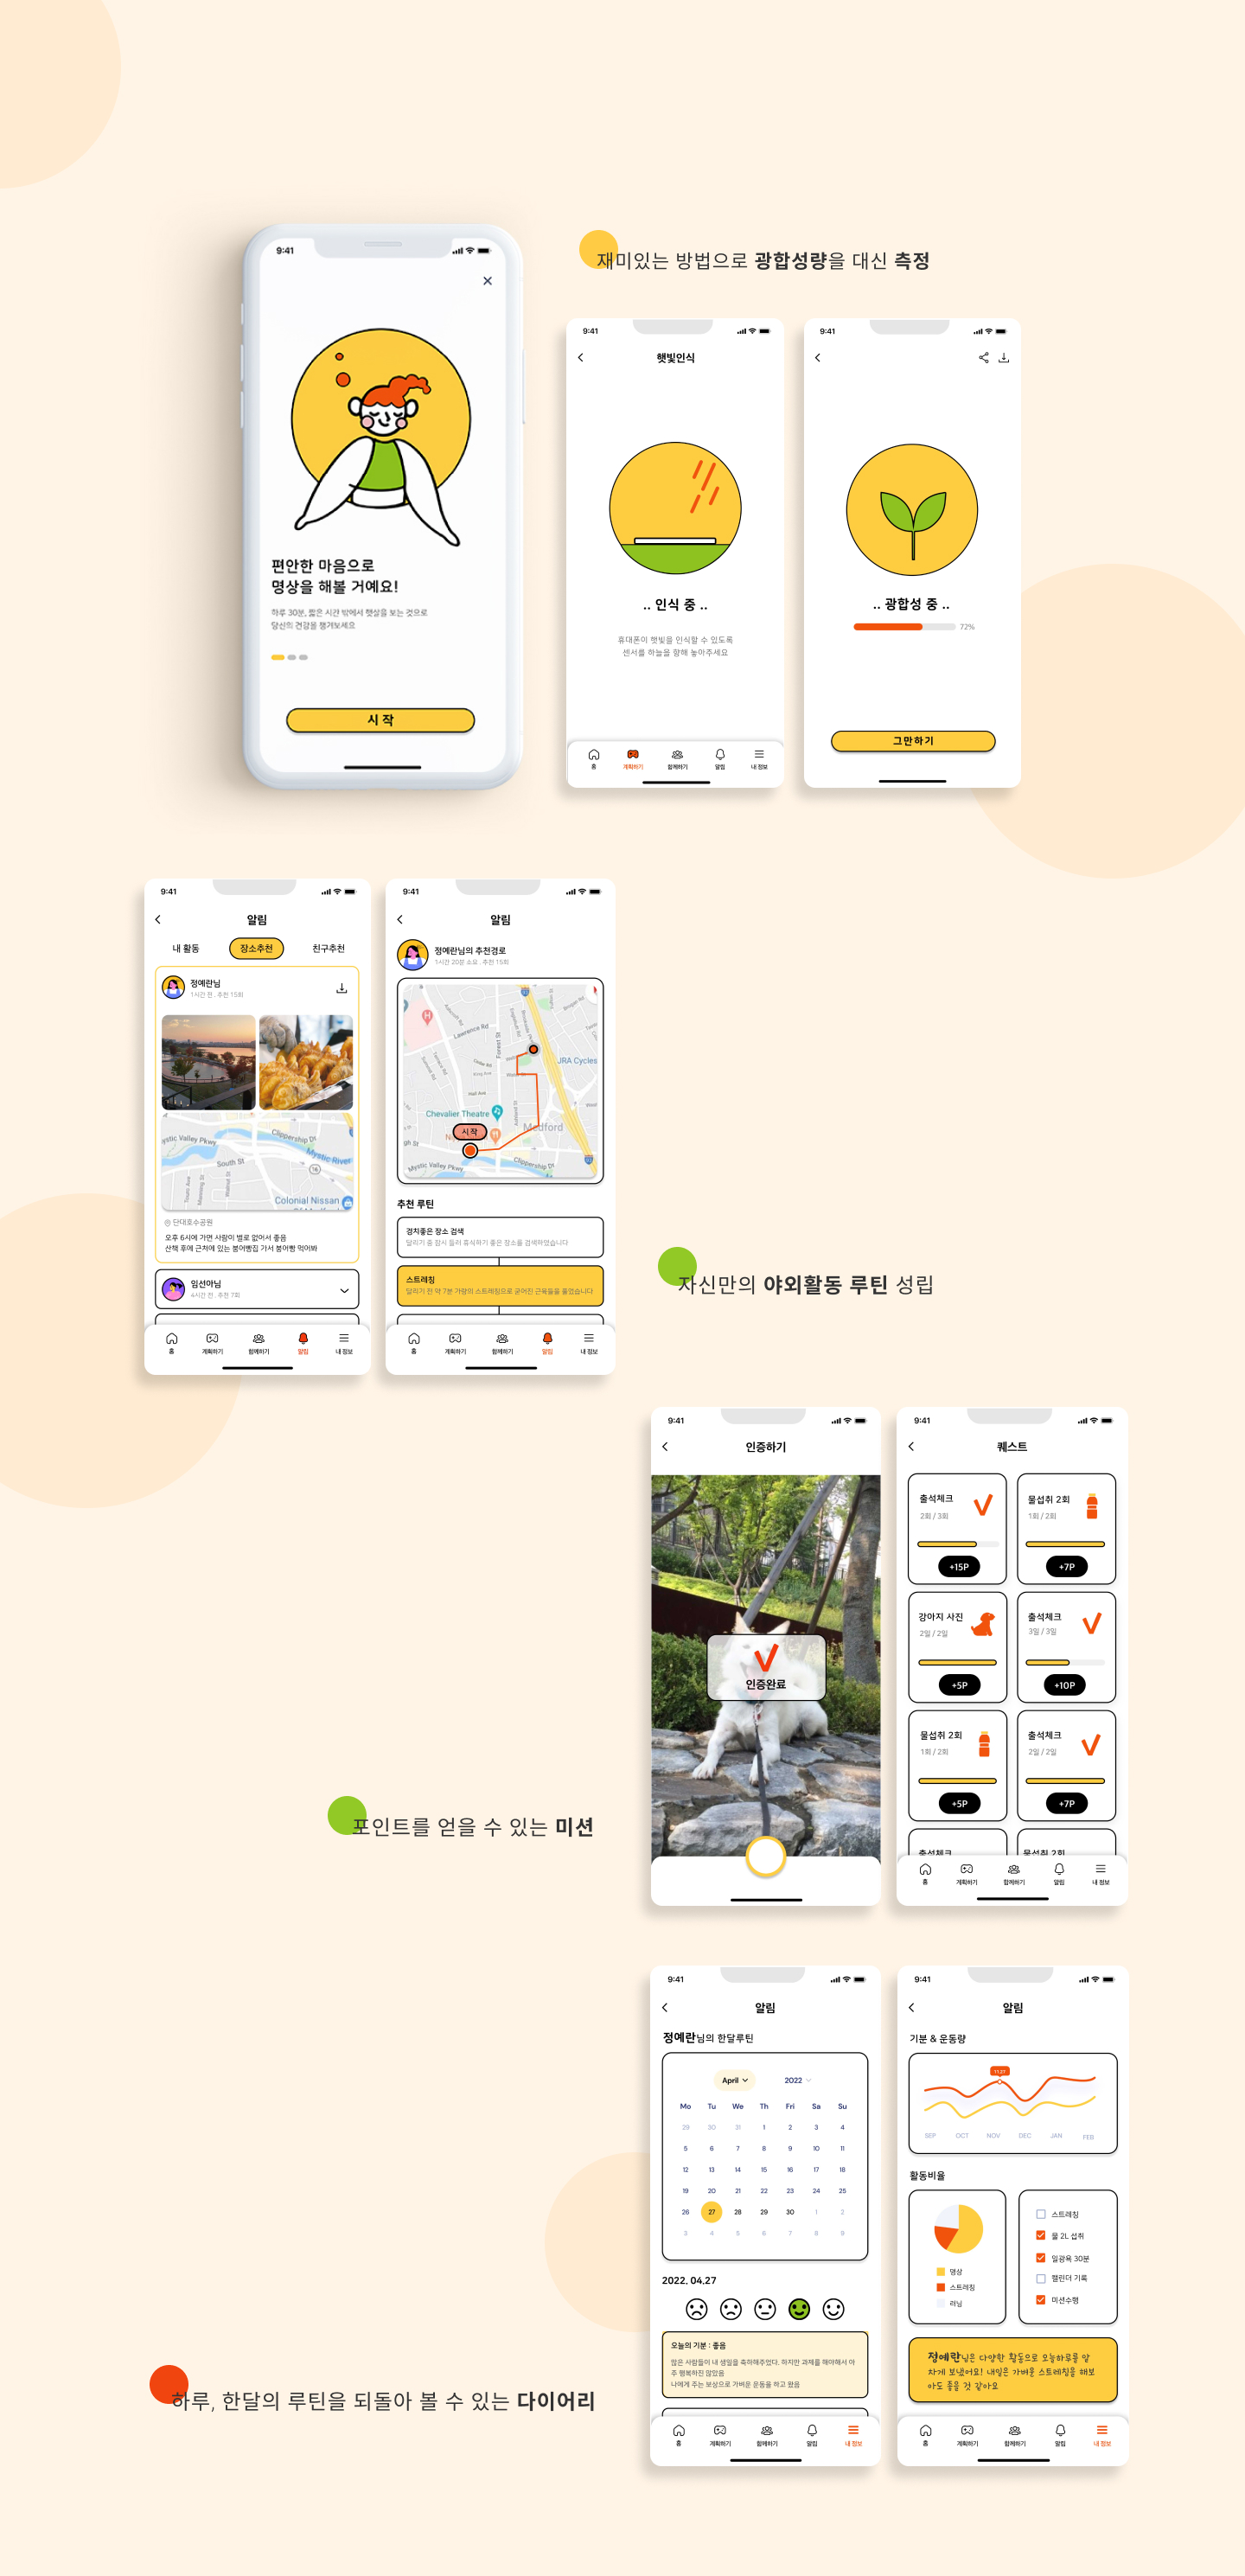 재미있는 방법으로 광합성량을 대신 측정
9:41
편안한 마음으로
명상을 해볼 거예요!
하루 30분, 짧은 시간 밖에서 햇살을 보는 것으로
당신의 건강을 챙겨보세요
시작
9:41
햇빛인식
.. 인식 중 ..
휴대폰이 햇빛을 인식할 수 있도록
센서를 하늘을 향해 놓아주세요
홈 계획하기 함께하기 알림 내 정보
9:41
.. 광합성 중 ..
72%
그만하기
9:41
알림
내 활동 장소추천 친구추천
정예란님
1시간 전 . 추천 15회
Mystic Valley Pkwy
Clippership Dr
South St
Mystic River
16
Colonial Nissan
단대호수공원
오후 6시에 가면 사람이 별로 없어서 좋음
산책 후에 근처에 있는 붕어빵집 가서 붕어빵 먹어봐
임선아님
4시간 전 . 추천 7회
홈 계획하기 함께하기 알림 내 정보
9:41
알림
정예란님의 추천경로
1시간 20분 소요 . 추천 15회
Lawrence Rd
Forest St
JRA Cycles
Chevalier Theatre
시작
Medford
Mystic Valley Pkwy
Clippership Dr
추천 루틴
경치좋은 장소 검색
달리기 중 잠시 들러 휴식하기 좋은 장소를 검색하였습니다
스트레칭
달리기 전 약 7분 가량의 스트레칭으로 굳어진 근육들을 풀었습니다
홈 계획하기 함께하기 알림 내 정보
자신만의 야외활동 루틴 성립
9:41
인증하기
인증완료
9:41
퀘스트
출석체크
2회 / 3회
+15P
물섭취 2회
1회 / 2회
+7P
강아지 사진
2일 / 2일
+5P
출석체크
3일 / 3일
+10P
물섭취 2회
1회 / 2회
+5P
출석체크
2일 / 2일
+7P
출석체크
물섭취 2회
홈 계획하기 함께하기 알림 내 정보
포인트를 얻을 수 있는 미션
9:41
알림
정예란님의 한달루틴
April 2022
Mo Tu We Th Fri Sa Su
29 30 31 1 2 3 4
5 6 7 8 9 10 11
12 13 14 15 16 17 18
19 20 21 22 23 24 25
26 27 28 29 30 1 2
3 4 5 6 7 8 9
2022. 04.27
오늘의 기분 : 좋음
많은 사람들이 내 생일을 축하해주었다. 하지만 과제를 해야해서 아
주 행복하진 않았음
나에게 주는 보상으로 가벼운 운동을 하고 왔음
홈 계획하기 함께하기 알림 내 정보
9:41
알림
기분 & 운동량
11.27
SEP OCT NOV DEC JAN FEB
활동비율
명상
스트레칭
러닝
스트레칭
물 2L 섭취
일광욕 30분
캘린더 기록
미션수행
정예란님은 다양한 활동으로 오늘하루를 알
차게 보냈어요! 내일은 가벼운 스트레칭을 해보
아도 좋을 것 같아요
홈 계획하기 함께하기 알림 내 정보
하루, 한달의 루틴을 되돌아 볼 수 있는 다이어리